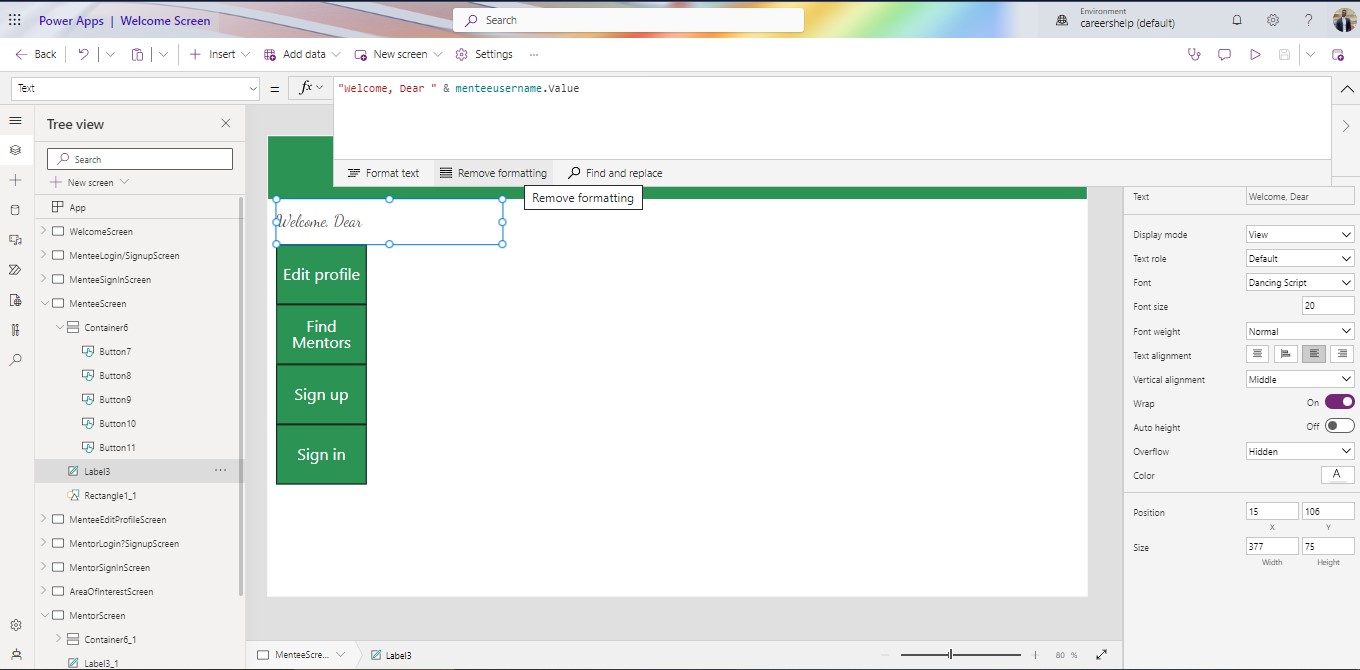 Power Apps | Welcome Screen
Search
Environment
careershelp (default)
Back
Insert
Add data
New screen
Settings
Text
=
fx
"Welcome, Dear " & menteeusername.Value
Format text
Remove formatting
Find and replace
Remove formatting
Tree view
Search
New screen
App
WelcomeScreen
MenteeLogin/SignupScreen
MenteeSignInScreen
MenteeScreen
Container6
Button7
Button8
Button9
Button10
Button11
Label3
Rectangle1_1
MenteeEditProfileScreen
MentorLogin?SignupScreen
MentorSignInScreen
AreaOfInterestScreen
MentorScreen
Container6_1
Label3_1
Welcome, Dear
Edit profile
Find
Mentors
Sign up
Sign in
Text Welcome, Dear
Display mode View
Text role Default
Font Dancing Script
Font size 20
Font weight Normal
Text alignment
Vertical alignment Middle
Wrap On
Auto height Off
Overflow Hidden
Color A
Position 15 106
X Y
Size 377 75
Width Height
MenteeScre... Label3
80 %